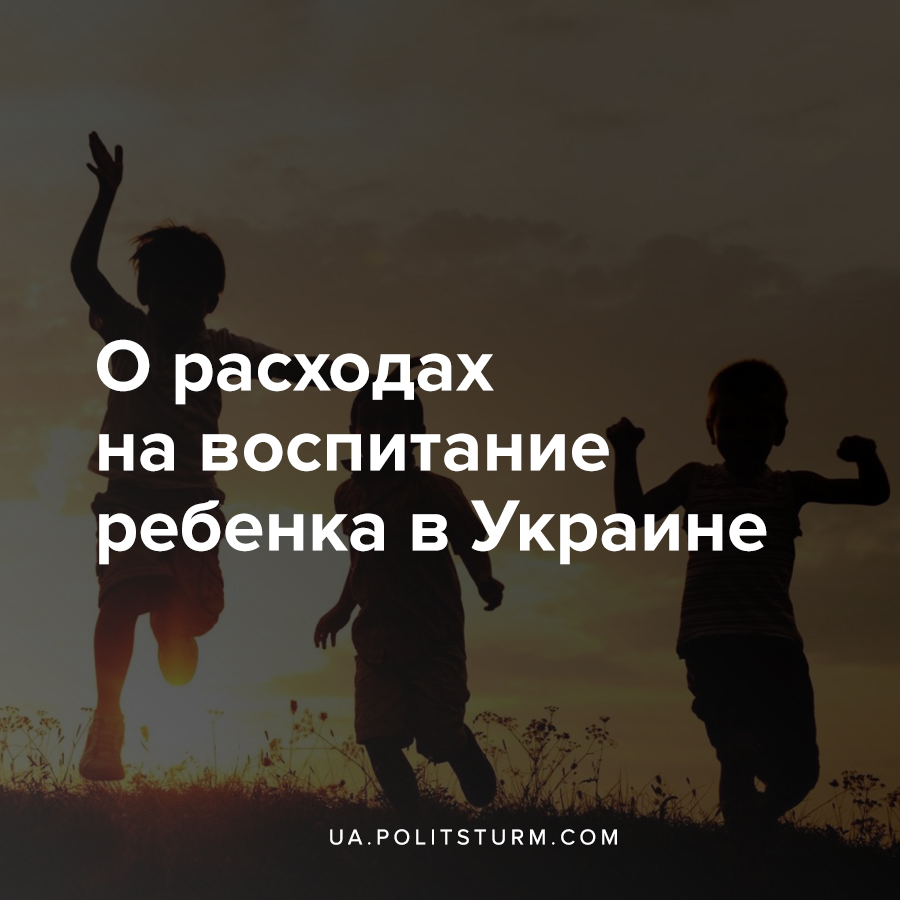 О расходах
на воспитание
ребенка в Украине
UA.POLITSTURM.COM